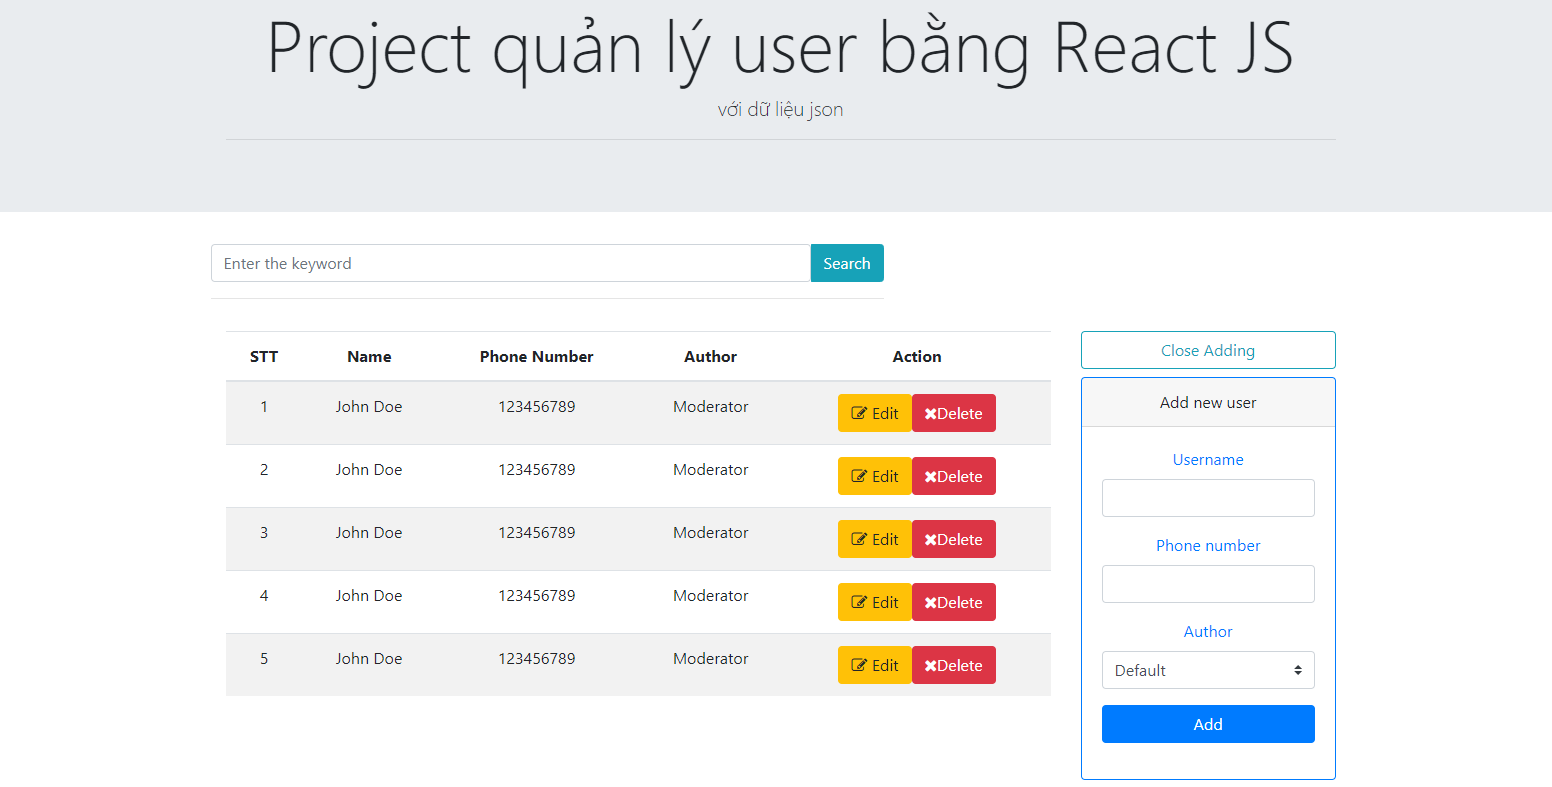 Project quản lý user bằng React JS
với dữ liệu json
Enter the keyword
Search
STT Name Phone Number Author Action
1 John Doe 123456789 Moderator Edit Delete
2 John Doe 123456789 Moderator Edit Delete
3 John Doe 123456789 Moderator Edit Delete
4 John Doe 123456789 Moderator Edit Delete
5 John Doe 123456789 Moderator Edit Delete
Close Adding
Add new user
Username
Phone number
Author
Default
Add